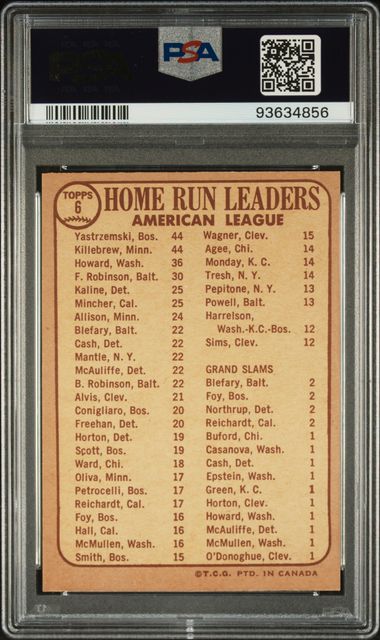 PSA
93634856
TOPPS
6
HOME RUN LEADERS
AMERICAN LEAGUE
Yastrzemski, Bos. 44
Killebrew, Minn. 44
Howard, Wash. 36
F. Robinson, Balt. 30
Kaline, Det. 25
Mincher, Cal. 25
Allison, Minn. 24
Blefary, Balt. 22
Cash, Det. 22
Mantle, N. Y. 22
McAuliffe, Det. 22
B. Robinson, Balt. 22
Alvis, Clev. 21
Conigliaro, Bos. 20
Freehan, Det. 20
Horton, Det. 19
Scott, Bos. 19
Ward, Chi. 18
Oliva, Minn. 17
Petrocelli, Bos. 17
Reichardt, Cal. 17
Foy, Bos. 16
Hall, Cal. 16
McMullen, Wash. 16
Smith, Bos. 15
Wagner, Clev. 15
Agee, Chi. 14
Monday, K. C. 14
Tresh, N. Y. 14
Pepitone, N. Y. 13
Powell, Balt. 13
Harrelson,
Wash.-K.C.-Bos. 12
Sims, Clev. 12
GRAND SLAMS
Blefary, Balt. 2
Foy, Bos. 2
Northrup, Det. 2
Reichardt, Cal. 2
Buford, Chi. 1
Casanova, Wash. 1
Cash, Det. 1
Epstein, Wash. 1
Green, K. C. 1
Horton, Clev. 1
Howard, Wash. 1
McAuliffe, Det. 1
McMullen, Wash. 1
O'Donoghue, Clev. 1
©T.C.G. PTD. IN CANADA